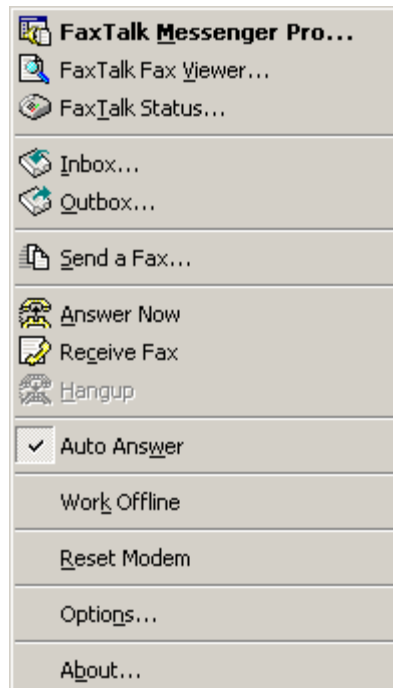 FaxTalk Messenger Pro...
FaxTalk Fax Viewer...
FaxTalk Status...
Inbox...
Outbox...
Send a Fax...
Answer Now
Receive Fax
Hangup
Auto Answer
Work Offline
Reset Modem
Options...
About...